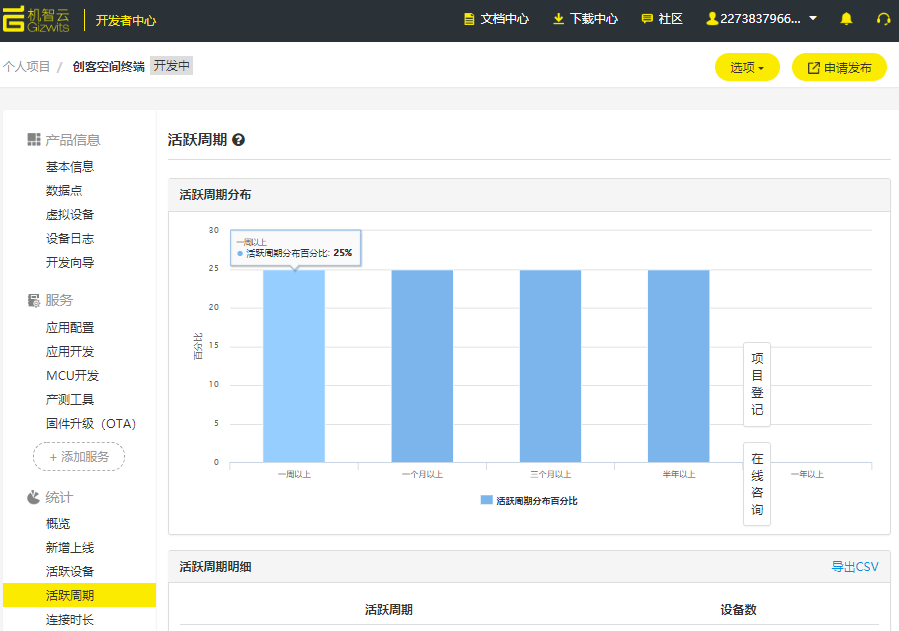 机智云
Gizwits
开发者中心
文档中心
下载中心
社区
2273837966...
个人项目 / 创客空间终端 开发中
选项
申请发布
产品信息
基本信息
数据点
虚拟设备
设备日志
开发向导
服务
应用配置
应用开发
MCU开发
产测工具
固件升级（OTA）
+ 添加服务
统计
概览
新增上线
活跃设备
活跃周期
连接时长
活跃周期
活跃周期分布
30
25
20
15
10
5
0
百分比
一周以上
活跃周期分布百分比: 25%
一周以上
一个月以上
三个月以上
半年以上
一年以上
活跃周期分布百分比
项目登记
在线咨询
活跃周期明细
导出CSV
活跃周期
设备数